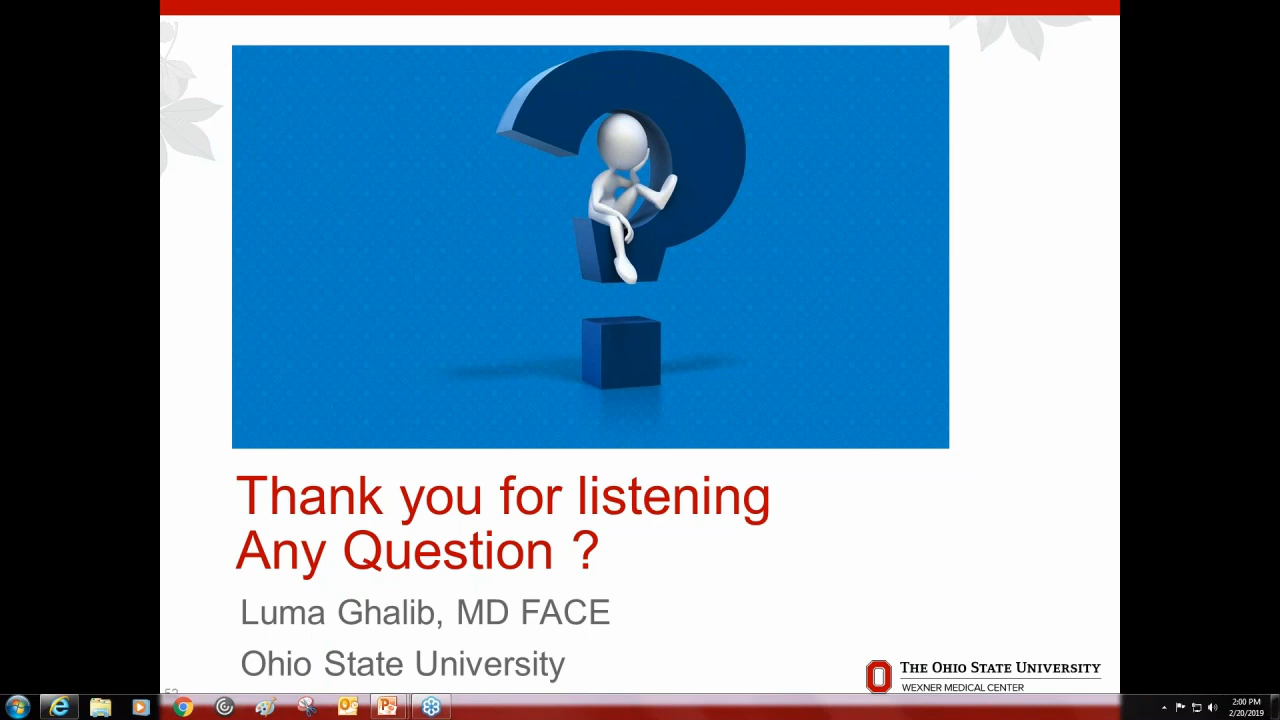 Thank you for listening
Any Question ?
Luma Ghalib, MD FACE
Ohio State University
THE OHIO STATE UNIVERSITY
WEXNER MEDICAL CENTER
2:00 PM
2/20/2019